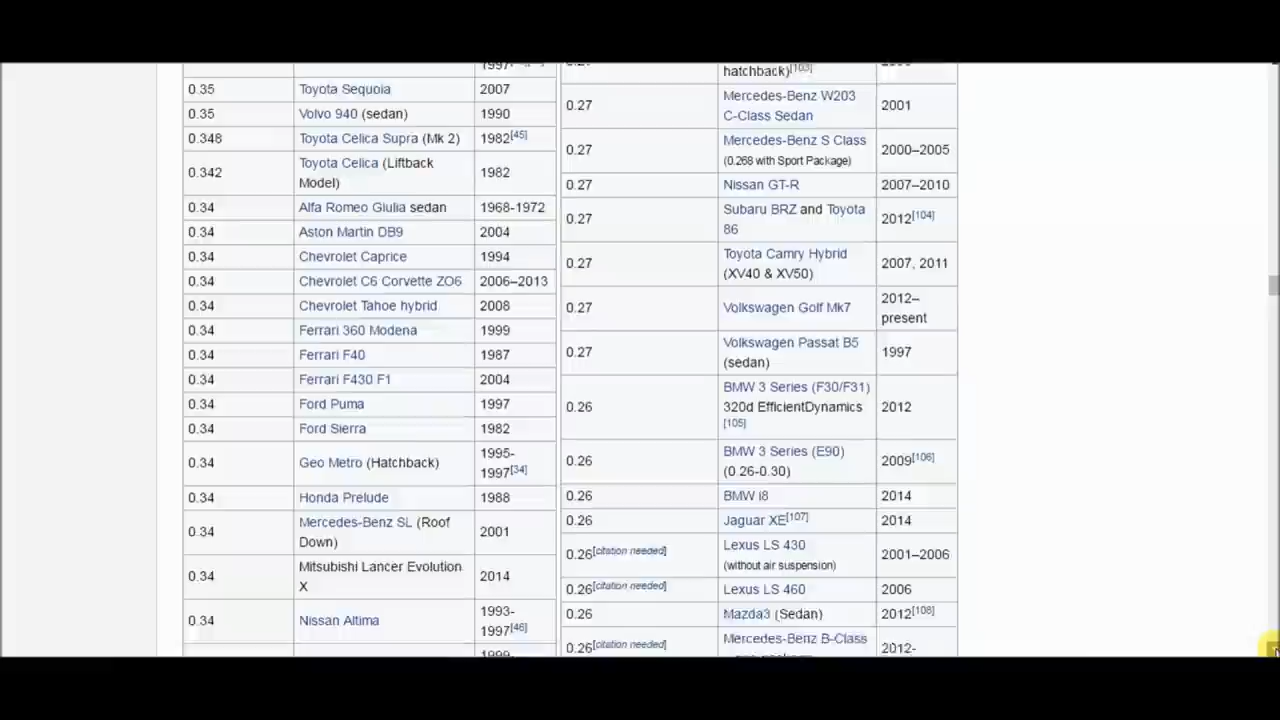 0.35 Toyota Sequoia 2007
0.35 Volvo 940 (sedan) 1990
0.348 Toyota Celica Supra (Mk 2) 1982[45]
0.342 Toyota Celica (Liftback
Model) 1982
0.34 Alfa Romeo Giulia sedan 1968-1972
0.34 Aston Martin DB9 2004
0.34 Chevrolet Caprice 1994
0.34 Chevrolet C6 Corvette ZO6 2006–2013
0.34 Chevrolet Tahoe hybrid 2008
0.34 Ferrari 360 Modena 1999
0.34 Ferrari F40 1987
0.34 Ferrari F430 F1 2004
0.34 Ford Puma 1997
0.34 Ford Sierra 1982
0.34 Geo Metro (Hatchback) 1995-
1997[34]
0.34 Honda Prelude 1988
0.34 Mercedes-Benz SL (Roof
Down) 2001
0.34 Mitsubishi Lancer Evolution
X 2014
0.34 Nissan Altima 1993-
1997[46]
hatchback)[103]
0.27 Mercedes-Benz W203
C-Class Sedan 2001
0.27 Mercedes-Benz S Class
(0.268 with Sport Package) 2000–2005
0.27 Nissan GT-R 2007–2010
0.27 Subaru BRZ and Toyota
86 2012[104]
0.27 Toyota Camry Hybrid
(XV40 & XV50) 2007, 2011
0.27 Volkswagen Golf Mk7 2012–
present
0.27 Volkswagen Passat B5
(sedan) 1997
0.26 BMW 3 Series (F30/F31)
320d EfficientDynamics 2012
[105]
0.26 BMW 3 Series (E90)
(0.26-0.30) 2009[106]
0.26 BMW i8 2014
0.26 Jaguar XE[107] 2014
0.26[citation needed] Lexus LS 430
(without air suspension) 2001–2006
0.26[citation needed] Lexus LS 460 2006
0.26 Mazda3 (Sedan) 2012[108]
0.26[citation needed] Mercedes-Benz B-Class 2012-